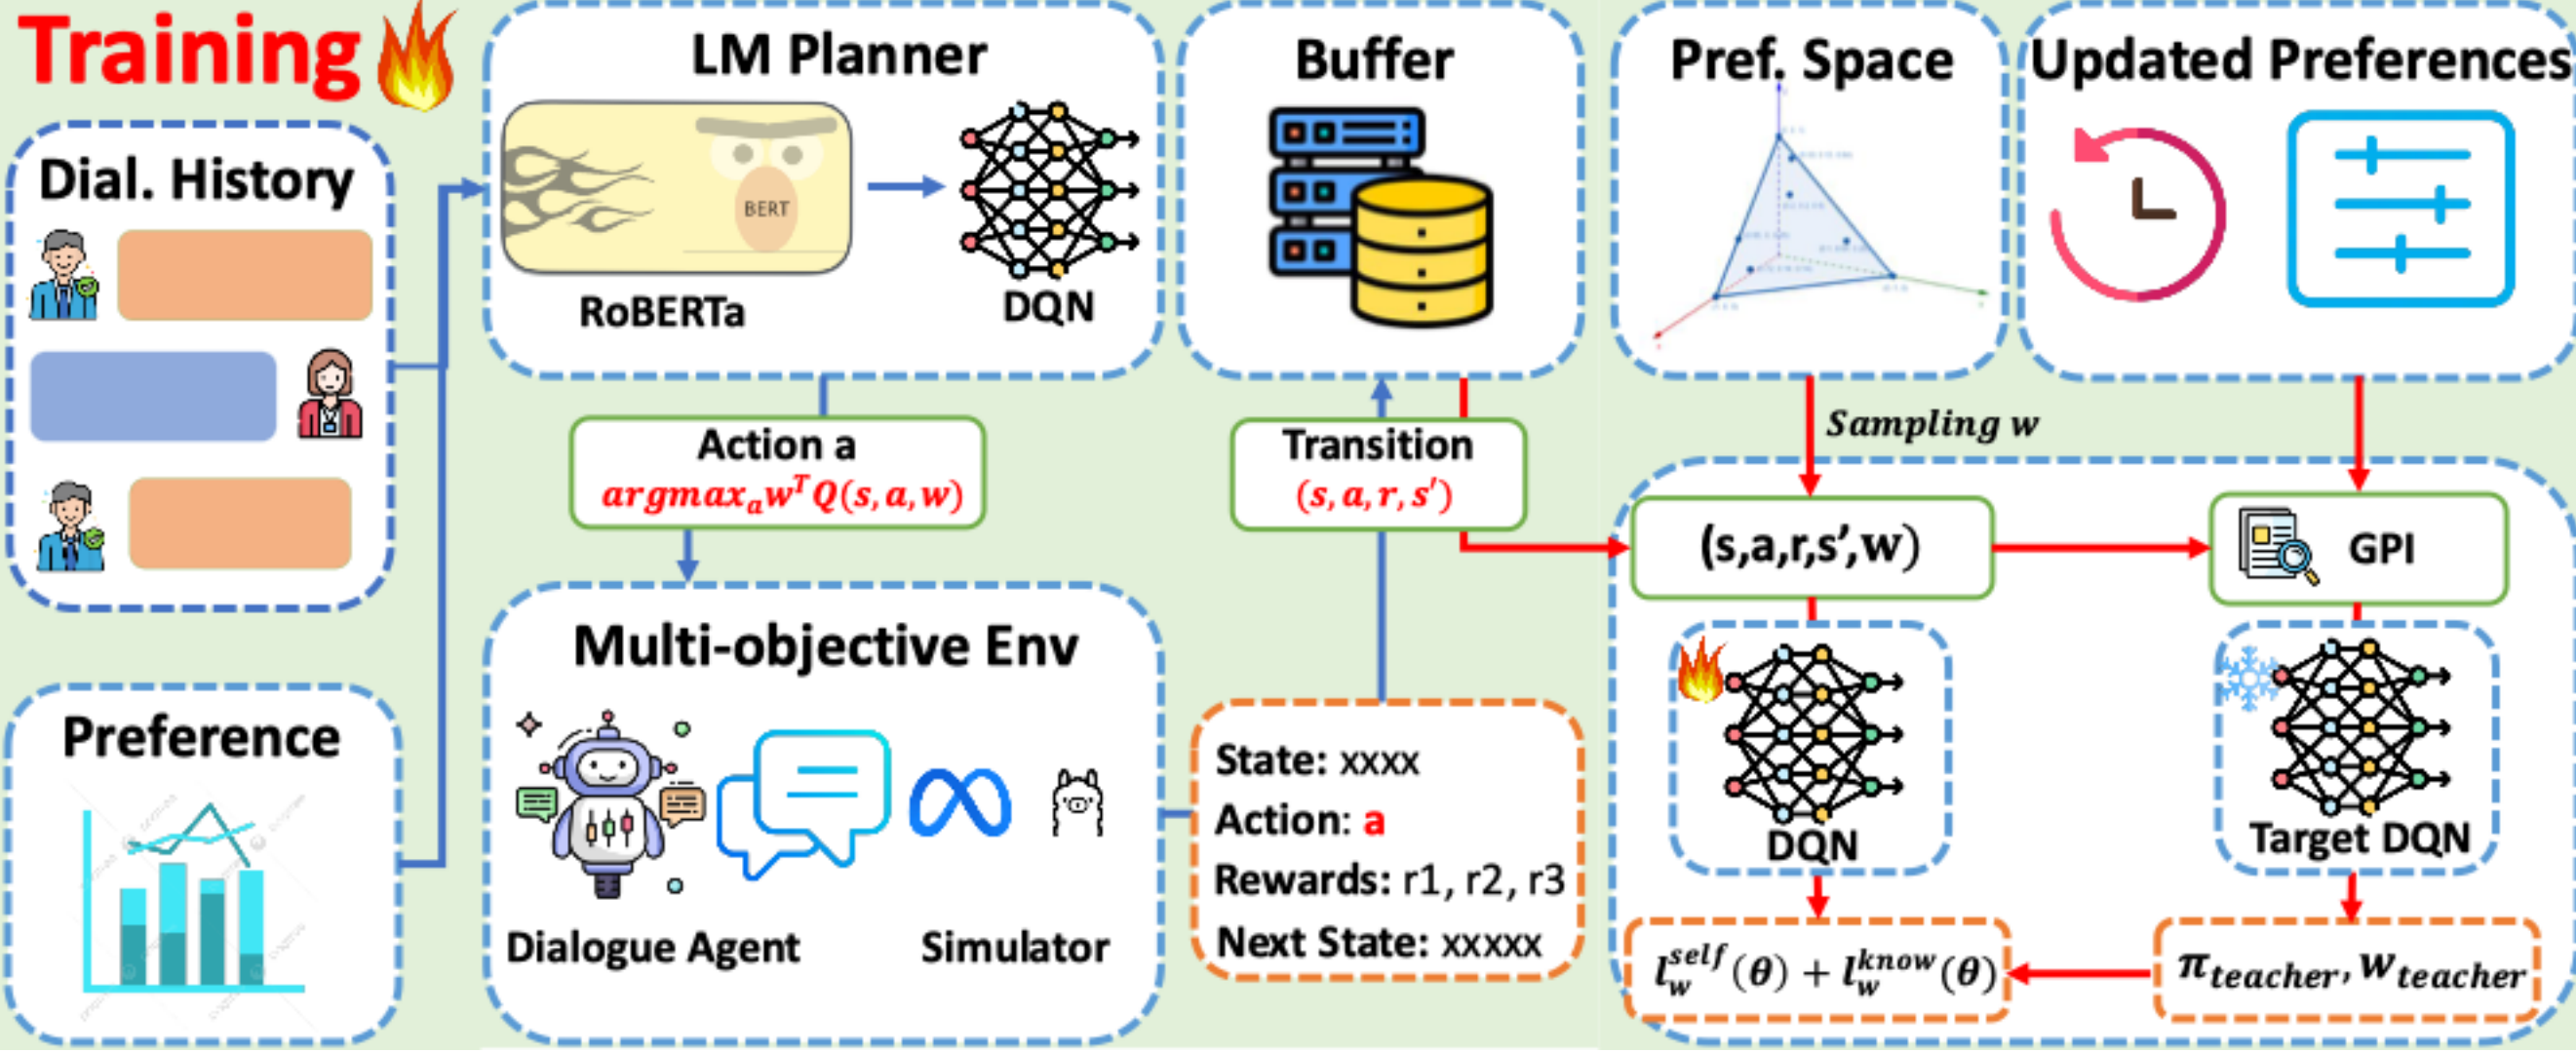 Training
Dial. History
Preference
LM Planner
BERT
RoBERTa
DQN
Action a
argmax_a w^T Q(s, a, w)
Multi-objective Env
Dialogue Agent
Simulator
Buffer
Transition
(s, a, r, s′)
State: xxxx
Action: a
Rewards: r1, r2, r3
Next State: xxxxx
Pref. Space
Updated Preferences
Sampling w
(s,a,r,s′,w)
GPI
DQN
Target DQN
l_w^self(θ) + l_w^know(θ)
π_teacher, w_teacher